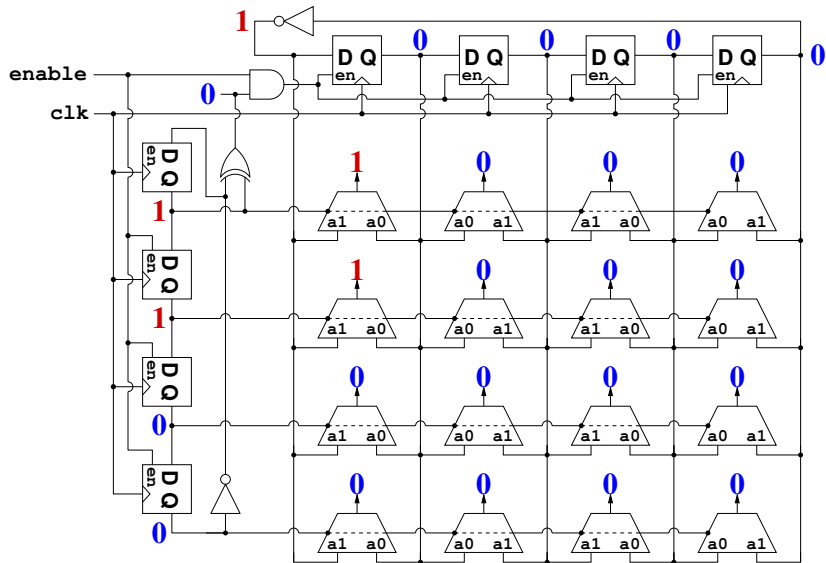 1
0 0 0 0
D Q D Q D Q D Q
enable en en en en
0
clk
D Q en
1 0 0 0
1
a1 a0 a0 a1 a0 a1 a0 a1
D Q en
1 0 0 0
1
a1 a0 a0 a1 a0 a1 a0 a1
D Q en
0 0 0 0
0
a1 a0 a0 a1 a0 a1 a0 a1
D Q en
0 0 0 0
0
a1 a0 a0 a1 a0 a1 a0 a1